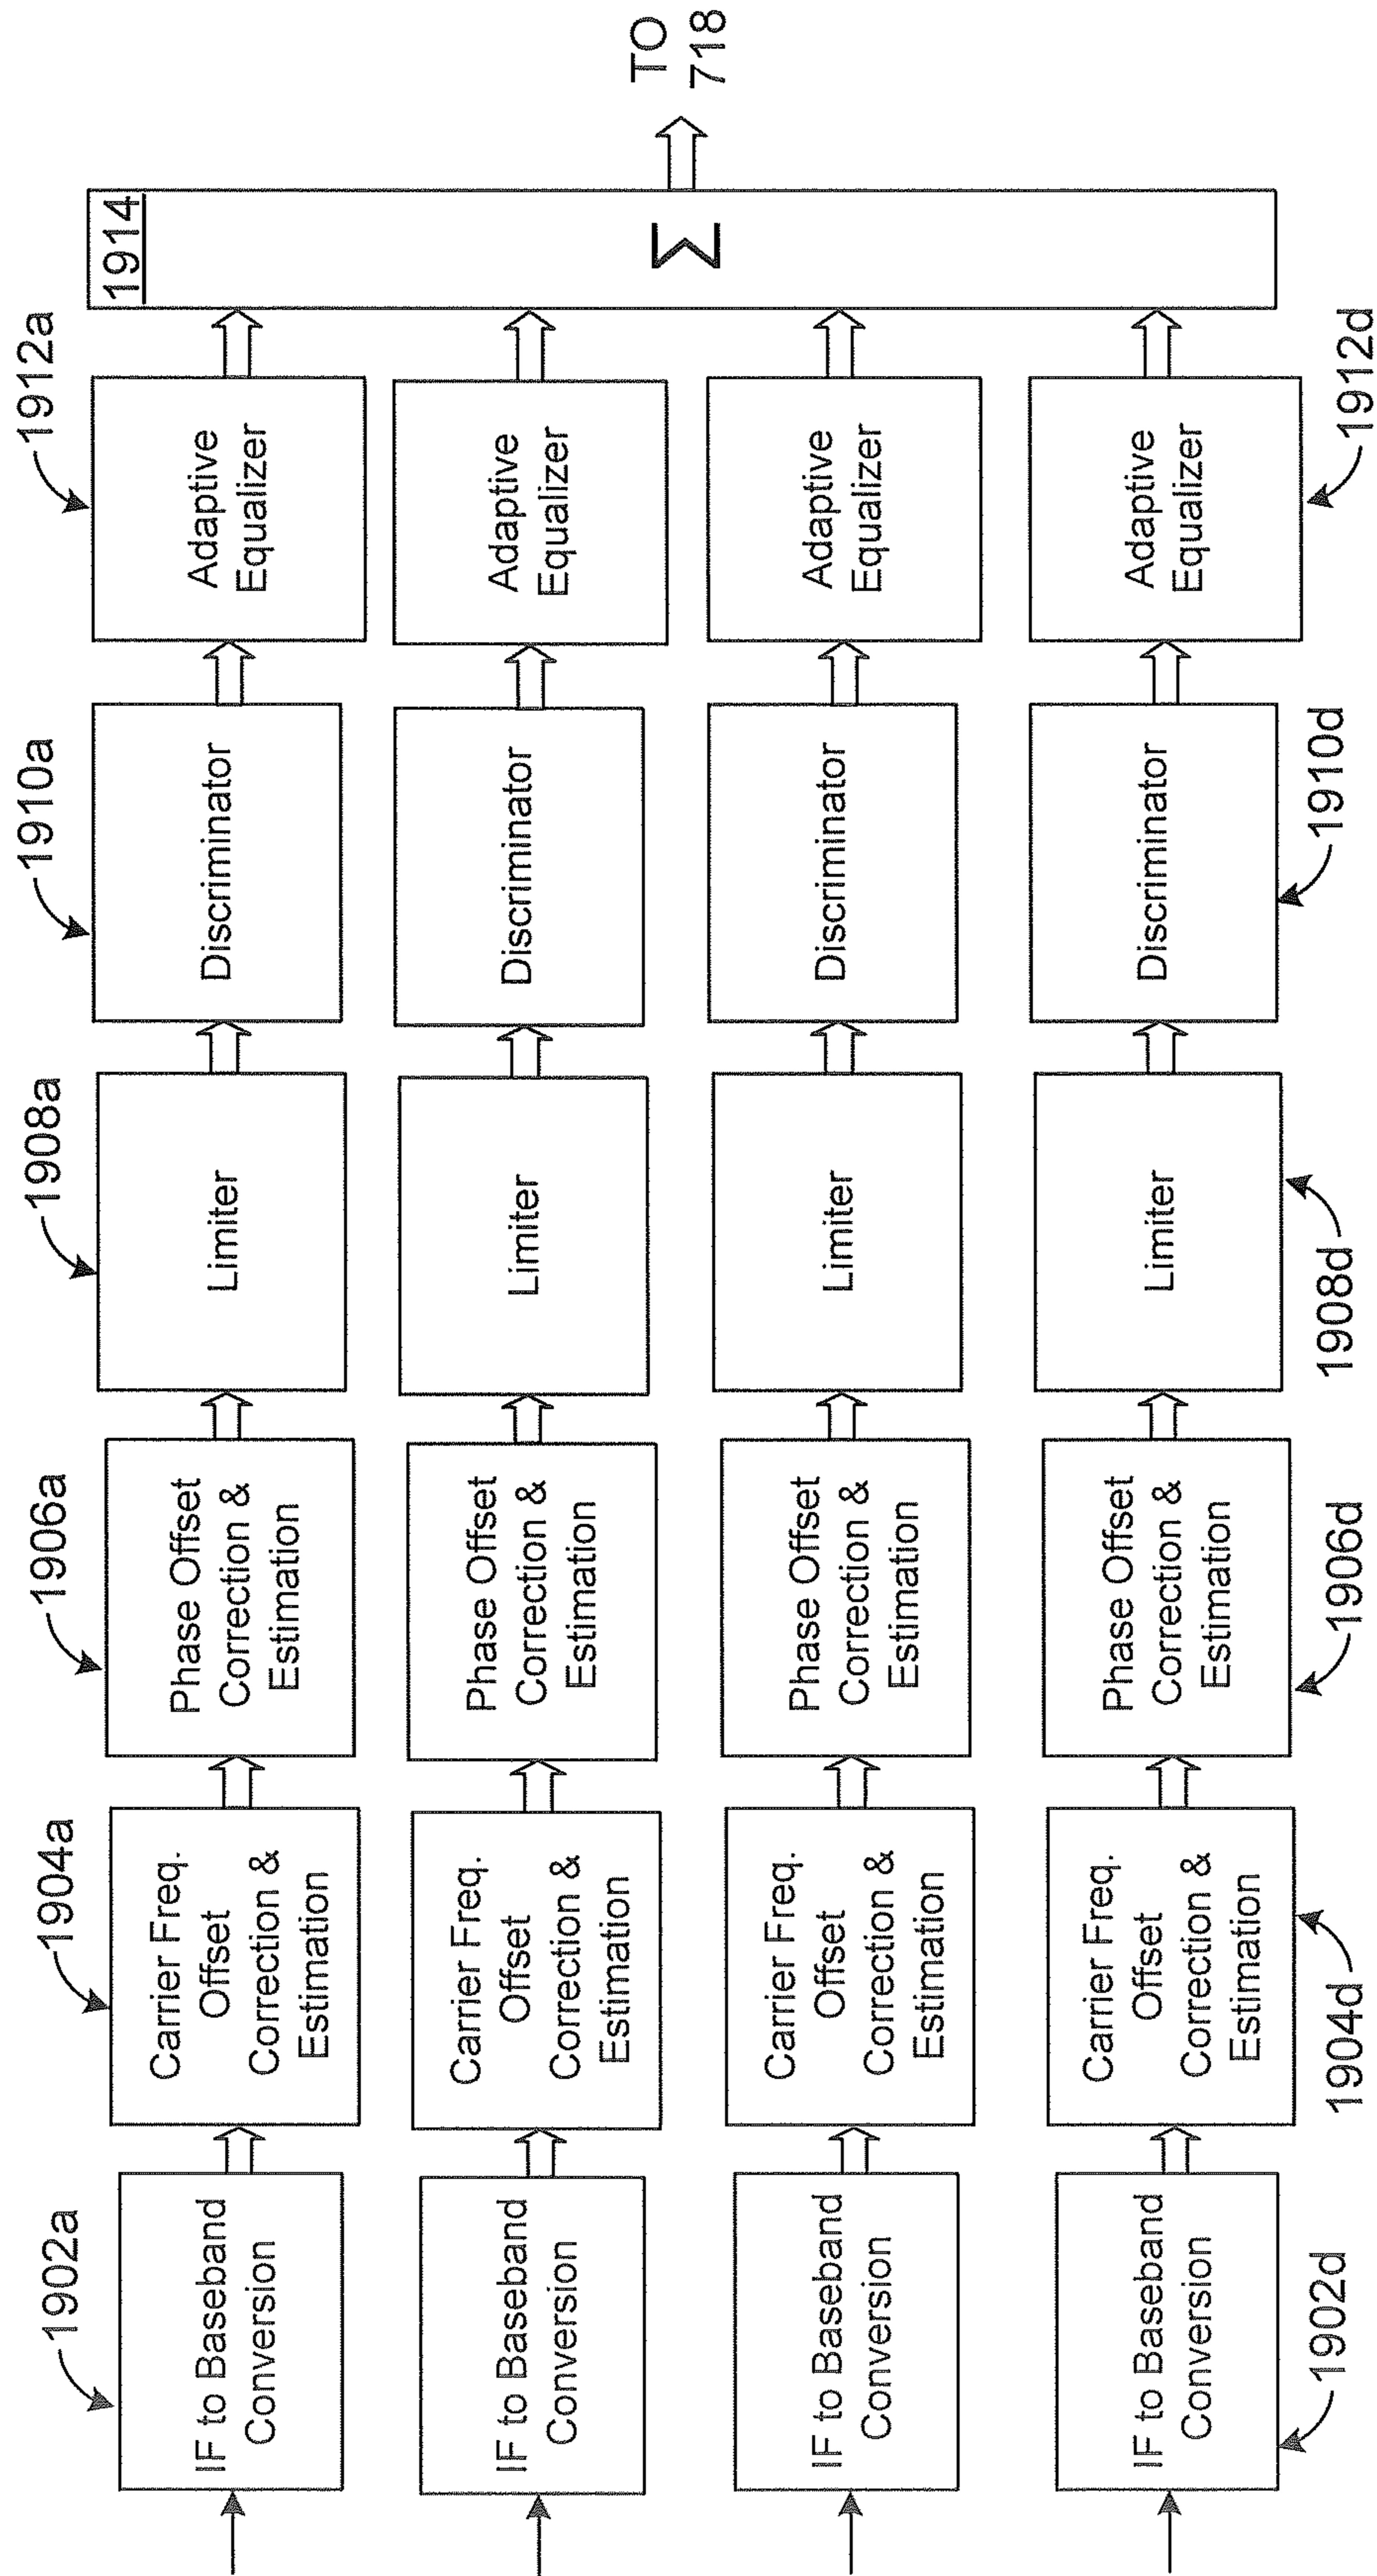 1902a
1904a
1906a
1908a
1910a
1912a
1914
IF to Baseband
Conversion
Carrier Freq.
Offset
Correction &
Estimation
Phase Offset
Correction &
Estimation
Limiter
Discriminator
Adaptive
Equalizer
IF to Baseband
Conversion
Carrier Freq.
Offset
Correction &
Estimation
Phase Offset
Correction &
Estimation
Limiter
Discriminator
Adaptive
Equalizer
Σ
TO
718
IF to Baseband
Conversion
Carrier Freq.
Offset
Correction &
Estimation
Phase Offset
Correction &
Estimation
Limiter
Discriminator
Adaptive
Equalizer
IF to Baseband
Conversion
Carrier Freq.
Offset
Correction &
Estimation
Phase Offset
Correction &
Estimation
Limiter
Discriminator
Adaptive
Equalizer
1902d
1904d
1906d
1908d
1910d
1912d